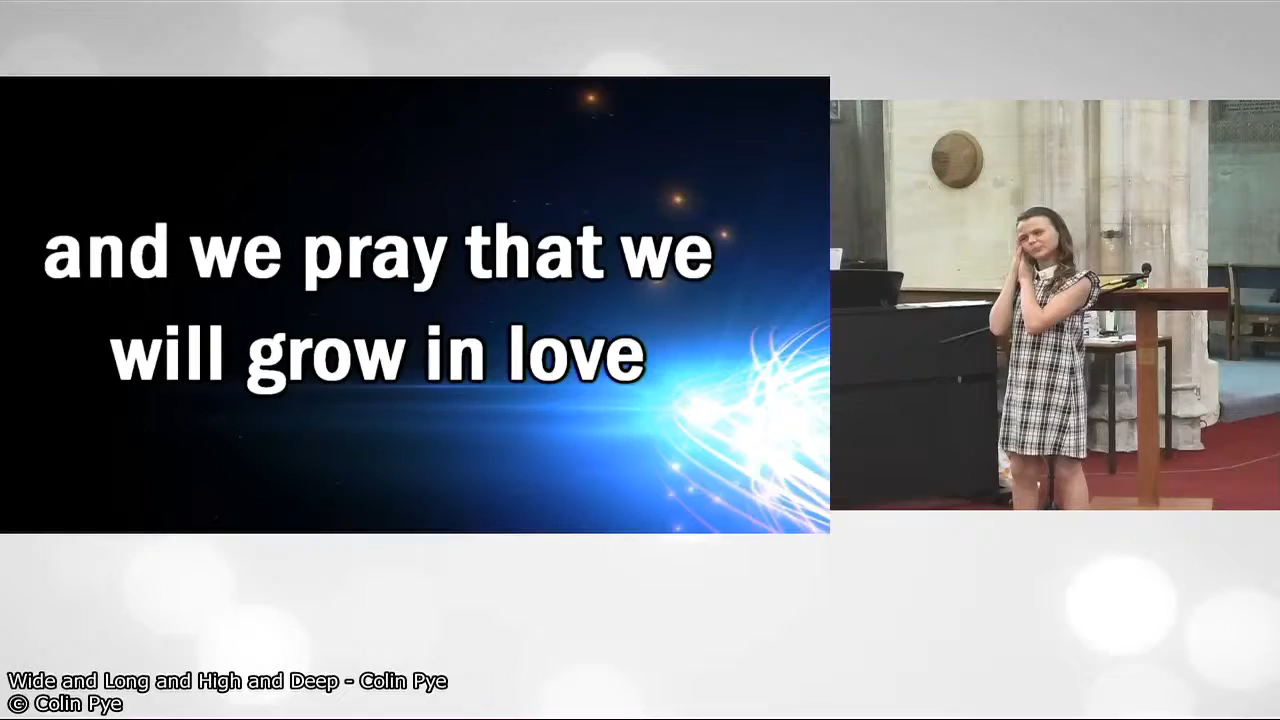 and we pray that we
will grow in love
Wide and Long and High and Deep - Colin Pye
© Colin Pye